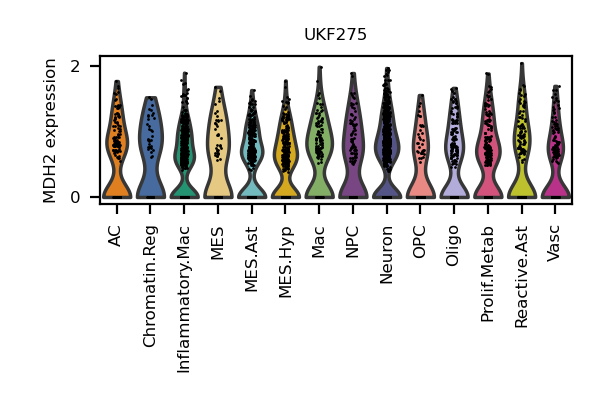 UKF275
MDH2 expression
2
0
AC
Chromatin.Reg
Inflammatory.Mac
MES
MES.Ast
MES.Hyp
Mac
NPC
Neuron
OPC
Oligo
Prolif.Metab
Reactive.Ast
Vasc